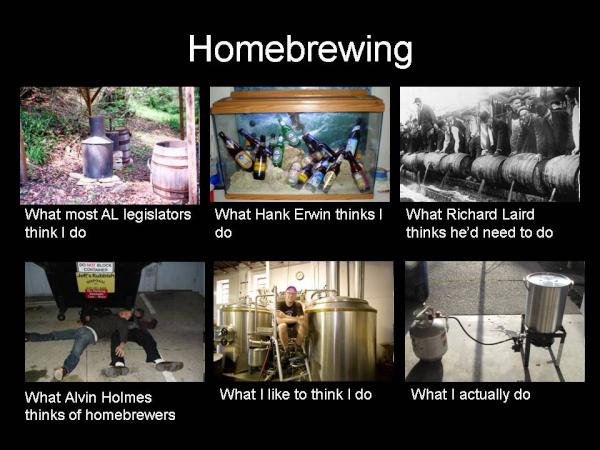 Homebrewing
What most AL legislators
think I do
What Hank Erwin thinks I
do
What Richard Laird
thinks he'd need to do
DO NOT BLOCK
CONTAINER
Jeff's Rubbish
What Alvin Holmes
thinks of homebrewers
What I like to think I do
What I actually do